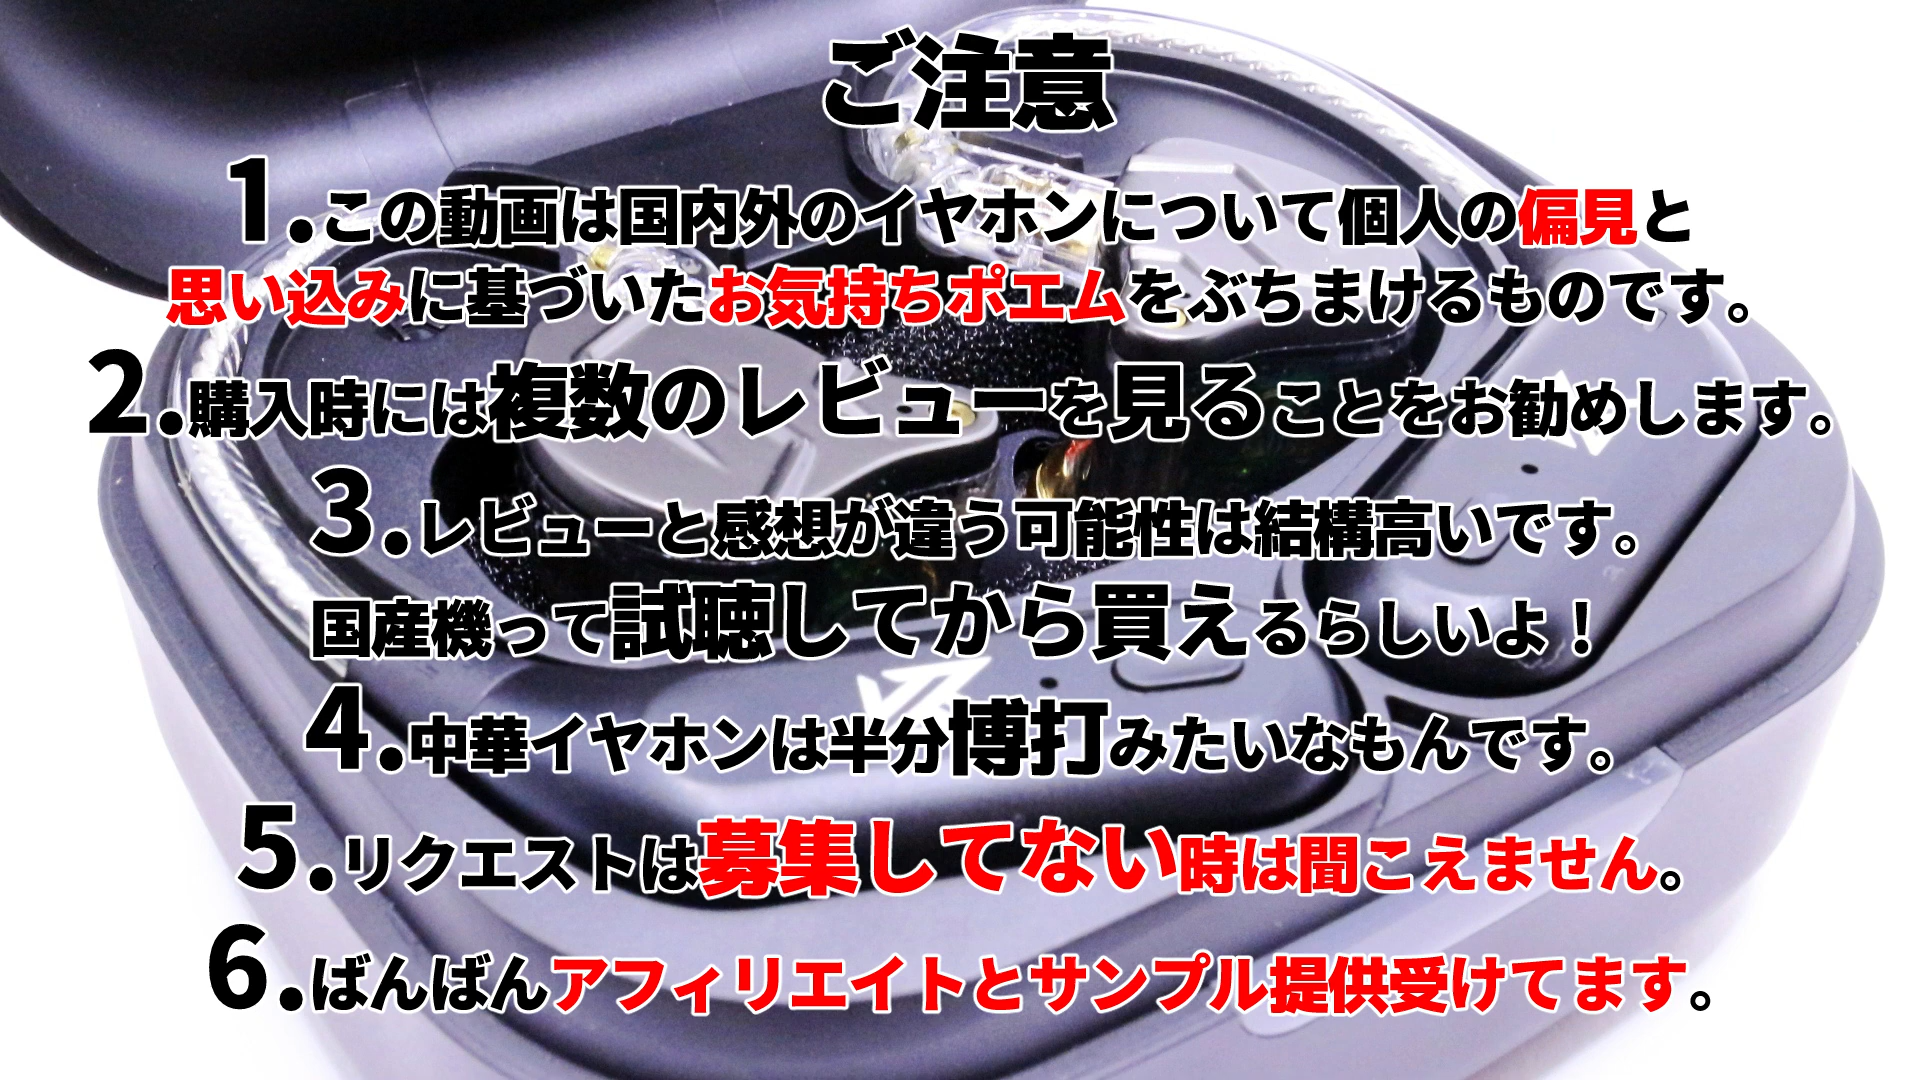 ご注意
1.この動画は国内外のイヤホンについて個人の偏見と
思い込みに基づいたお気持ちポエムをぶちまけるものです。
2.購入時には複数のレビューを見ることをお勧めします。
3.レビューと感想が違う可能性は結構高いです。
国産機って試聴してから買えるらしいよ！
4.中華イヤホンは半分博打みたいなもんです。
5.リクエストは募集してない時は聞こえません。
6.ばんばんアフィリエイトとサンプル提供受けてます。